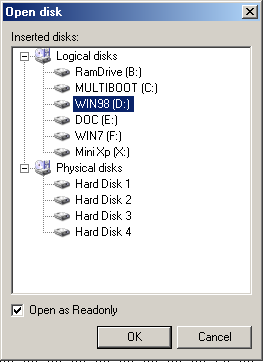 Open disk
Inserted disks:
Logical disks
RamDrive (B:)
MULTIBOOT (C:)
WIN98 (D:)
DOC (E:)
WIN7 (F:)
Mini Xp (X:)
Physical disks
Hard Disk 1
Hard Disk 2
Hard Disk 3
Hard Disk 4
Open as Readonly
OK Cancel